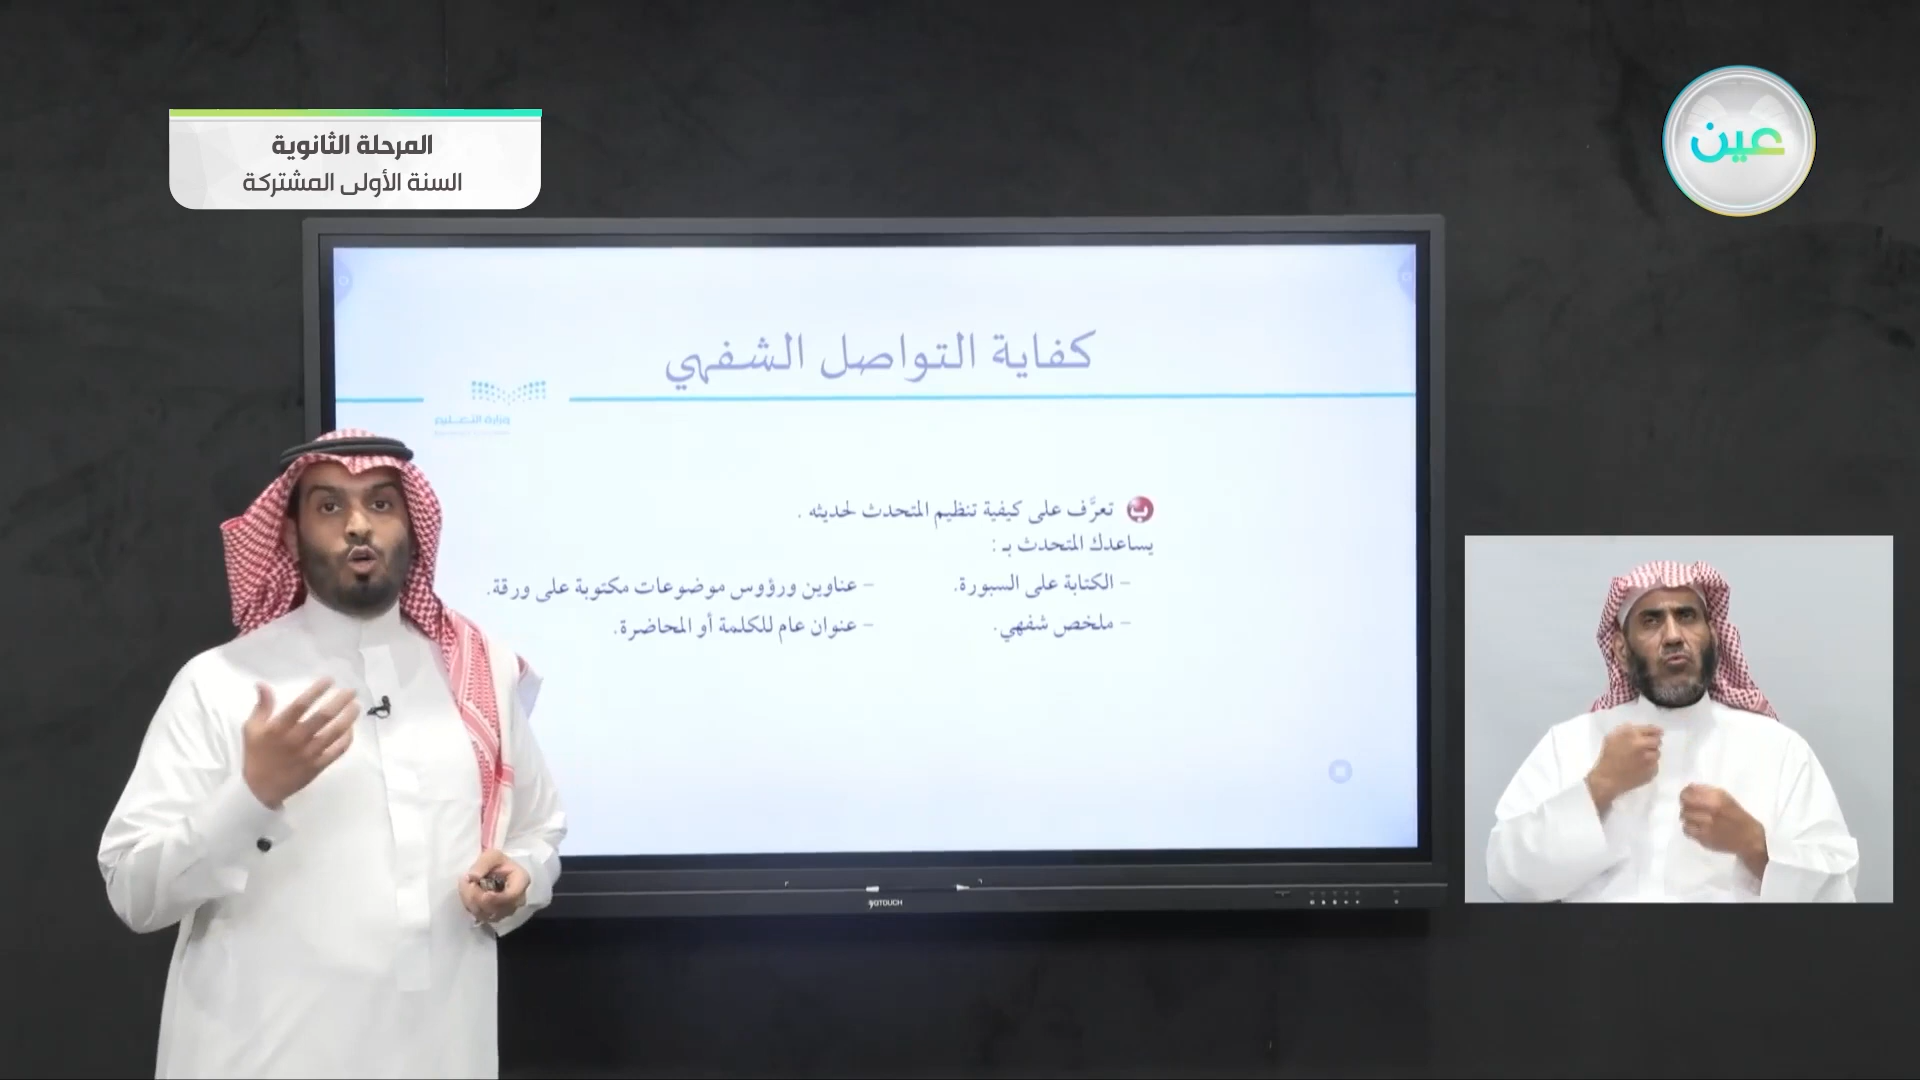 المرحلة الثانوية
السنة الأولى المشتركة
عين
كفاية التواصل الشفهي
وزارة التعليم
ب تعرَّف على كيفية تنظيم المتحدث لحديثه .
يساعدك المتحدث بـ :
– الكتابة على السبورة. – عناوين ورؤوس موضوعات مكتوبة على ورقة.
– ملخص شفهي. – عنوان عام للكلمة أو المحاضرة.